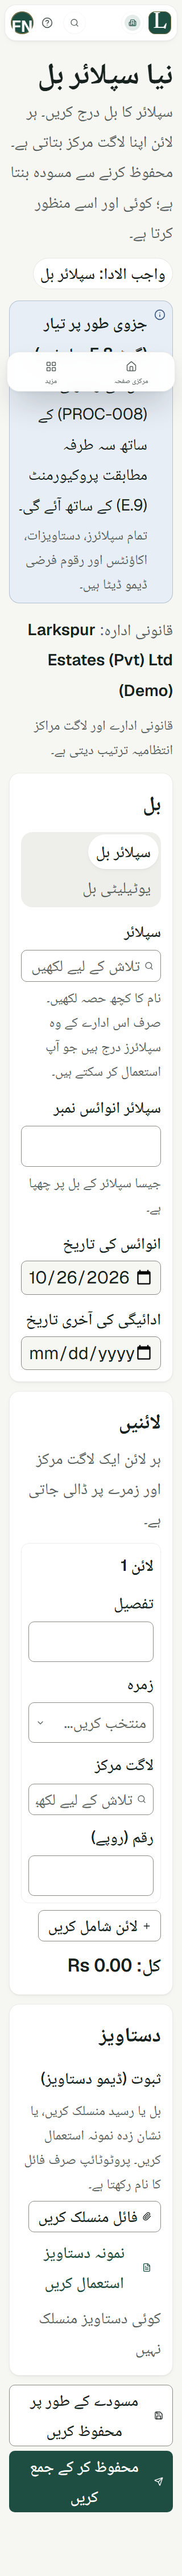 EN
L
نیا سپلائر بل
سپلائر کا بل درج کریں۔ ہر
لائن اپنا لاگت مرکز بتاتی ہے۔
محفوظ کرنے سے مسودہ بنتا
ہے؛ کوئی اور اسے منظور
کرتا ہے۔
واجب الادا: سپلائر بل
جزوی طور پر تیار
مرکزی صفحہ
مزید
(PROC-008) کے
ساتھ سہ طرفہ
مطابقت پروکیورمنٹ
(E.9) کے ساتھ آئے گی۔
تمام سپلائرز، دستاویزات،
اکاؤنٹس اور رقوم فرضی
ڈیمو ڈیٹا ہیں۔
قانونی ادارہ: Larkspur
Estates (Pvt) Ltd
(Demo)
قانونی ادارے اور لاگت مراکز
انتظامیہ ترتیب دیتی ہے۔
بل
سپلائر بل
یوٹیلیٹی بل
سپلائر
تلاش کے لیے لکھیں
نام کا کچھ حصہ لکھیں۔
صرف اس ادارے کے وہ
سپلائرز درج ہیں جو آپ
استعمال کر سکتے ہیں۔
سپلائر انوائس نمبر
جیسا سپلائر کے بل پر چھپا
ہے۔
انوائس کی تاریخ
10/26/2026
ادائیگی کی آخری تاریخ
mm/dd/yyyy
لائنیں
ہر لائن ایک لاگت مرکز
اور زمرے پر ڈالی جاتی
ہے۔
لائن 1
تفصیل
زمرہ
منتخب کریں...
لاگت مرکز
تلاش کے لیے لکھیں
رقم (روپے)
+ لائن شامل کریں
کل: Rs 0.00
دستاویز
ثبوت (ڈیمو دستاویز)
بل یا رسید منسلک کریں، یا
نشان زدہ نمونہ استعمال
کریں۔ پروٹوٹائپ صرف فائل
کا نام رکھتا ہے۔
فائل منسلک کریں
نمونہ دستاویز
استعمال کریں
کوئی دستاویز منسلک
نہیں
مسودے کے طور پر
محفوظ کریں
محفوظ کر کے جمع
کریں